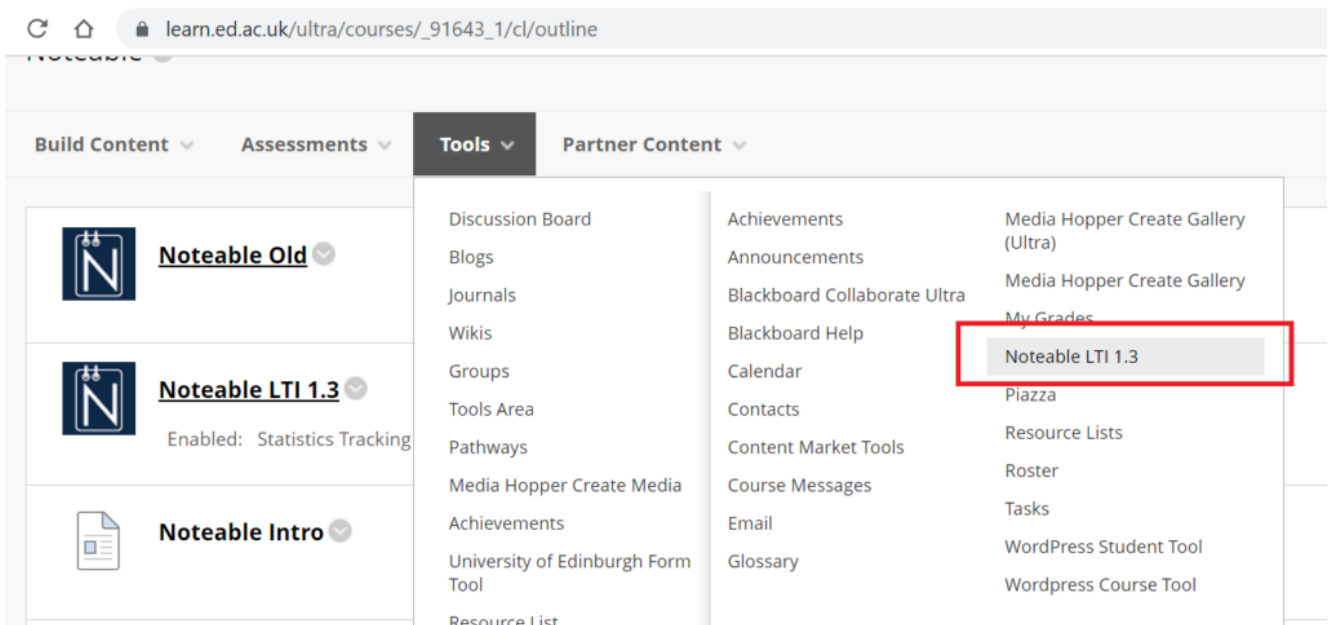 learn.ed.ac.uk/ultra/courses/_91643_1/cl/outline
Noteable
Build Content
Assessments
Tools
Partner Content
N
Noteable Old
N
Noteable LTI 1.3
Enabled: Statistics Tracking
Noteable Intro
Discussion Board
Blogs
Journals
Wikis
Groups
Tools Area
Pathways
Media Hopper Create Media
Achievements
University of Edinburgh Form
Tool
Resource List
Achievements
Announcements
Blackboard Collaborate Ultra
Blackboard Help
Calendar
Contacts
Content Market Tools
Course Messages
Email
Glossary
Media Hopper Create Gallery
(Ultra)
Media Hopper Create Gallery
My Grades
Noteable LTI 1.3
Piazza
Resource Lists
Roster
Tasks
WordPress Student Tool
Wordpress Course Tool